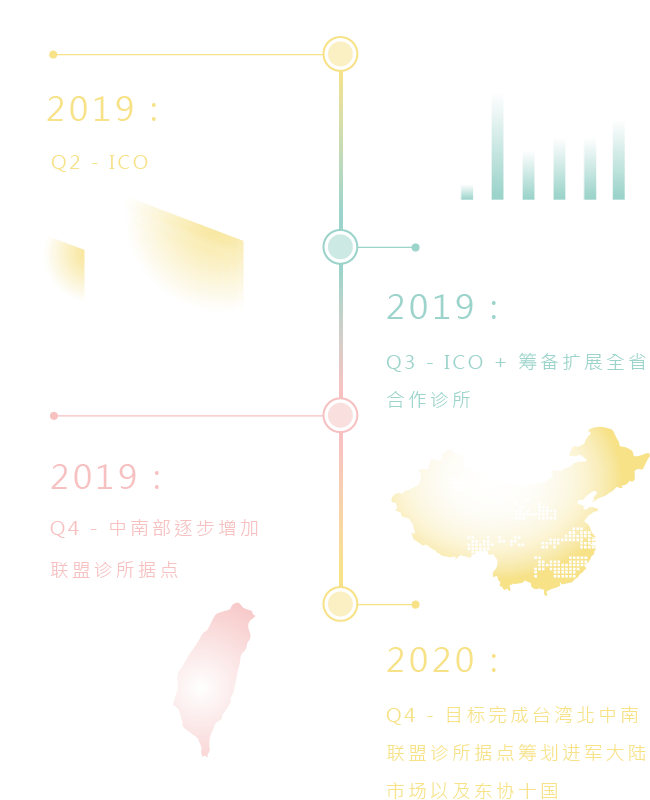 2019 :
Q2 - ICO
2019 :
Q3 - ICO + 筹备扩展全省
合作诊所
2019 :
Q4 - 中南部逐步增加
联盟诊所据点
2020 :
Q4 - 目标完成台湾北中南
联盟诊所据点筹划进军大陆
市场以及东协十国